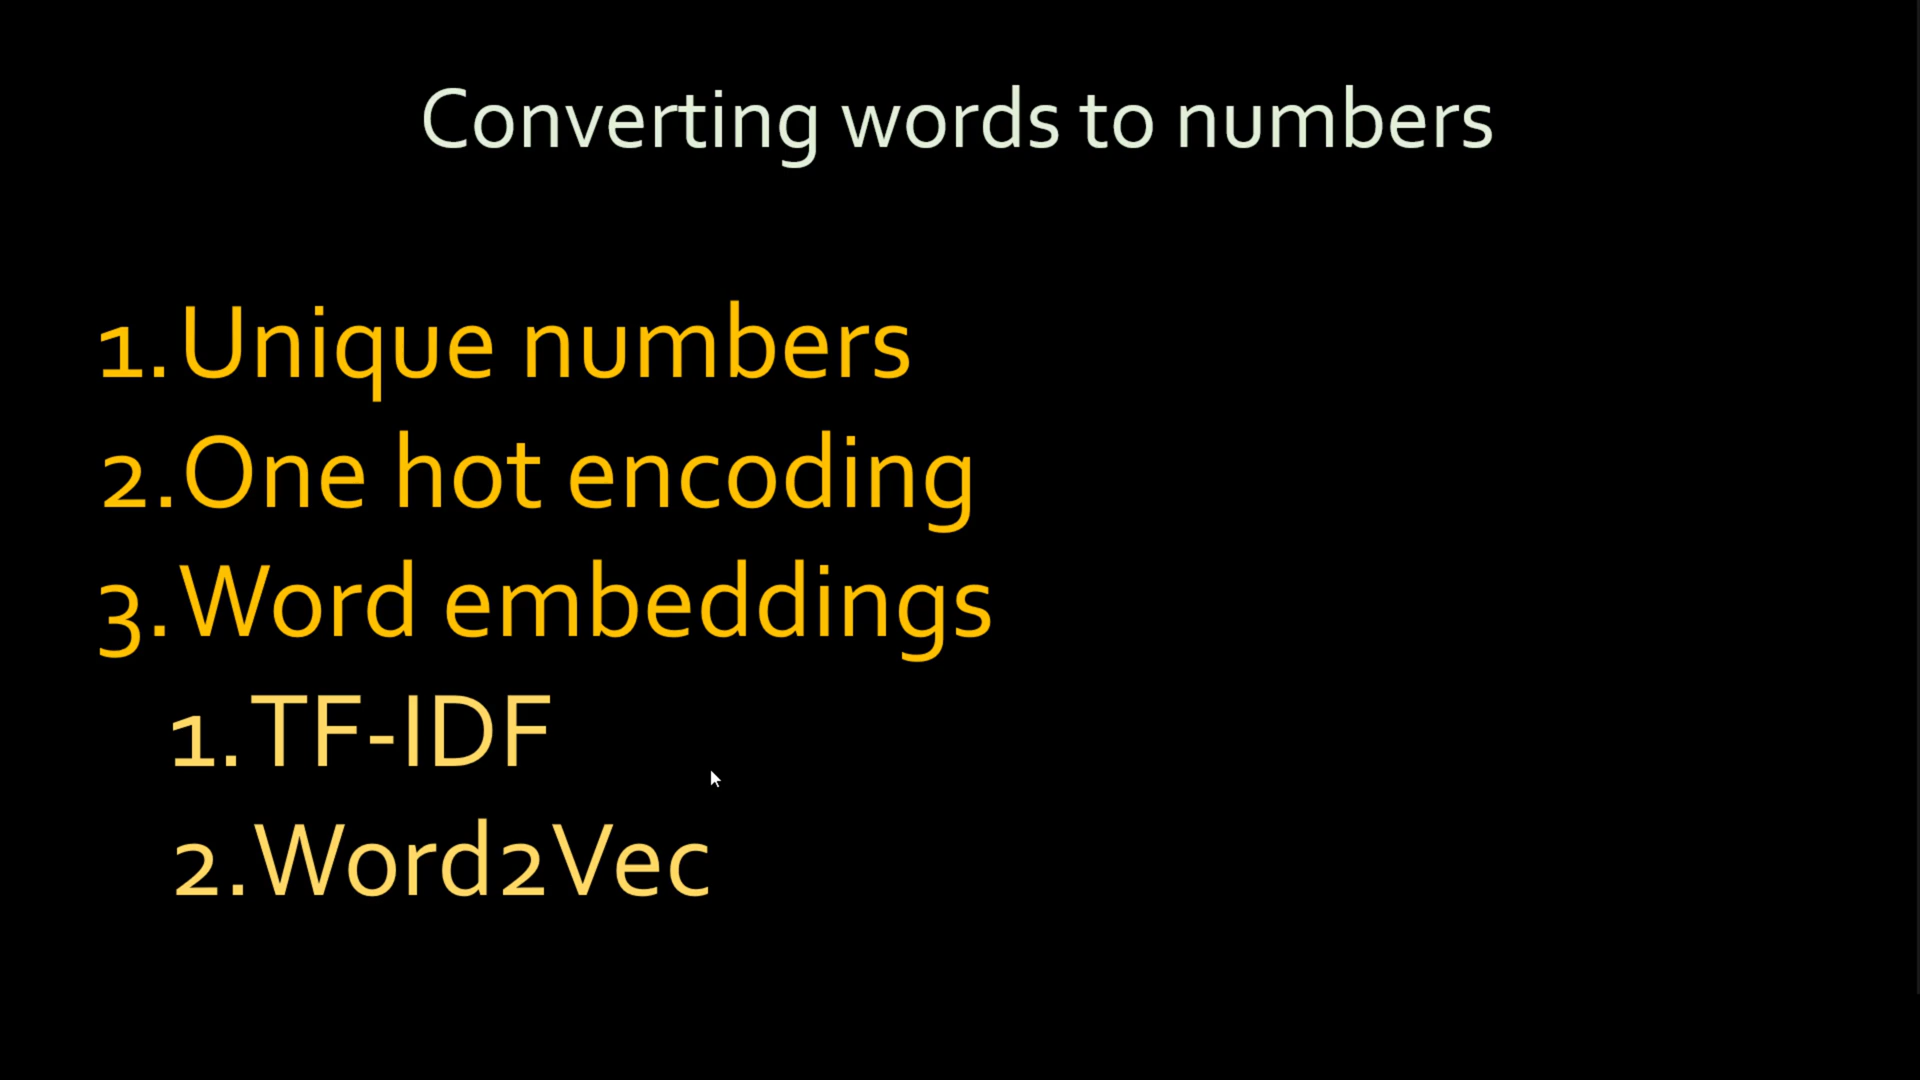 Converting words to numbers
1. Unique numbers
2. One hot encoding
3. Word embeddings
1. TF-IDF
2. Word2Vec